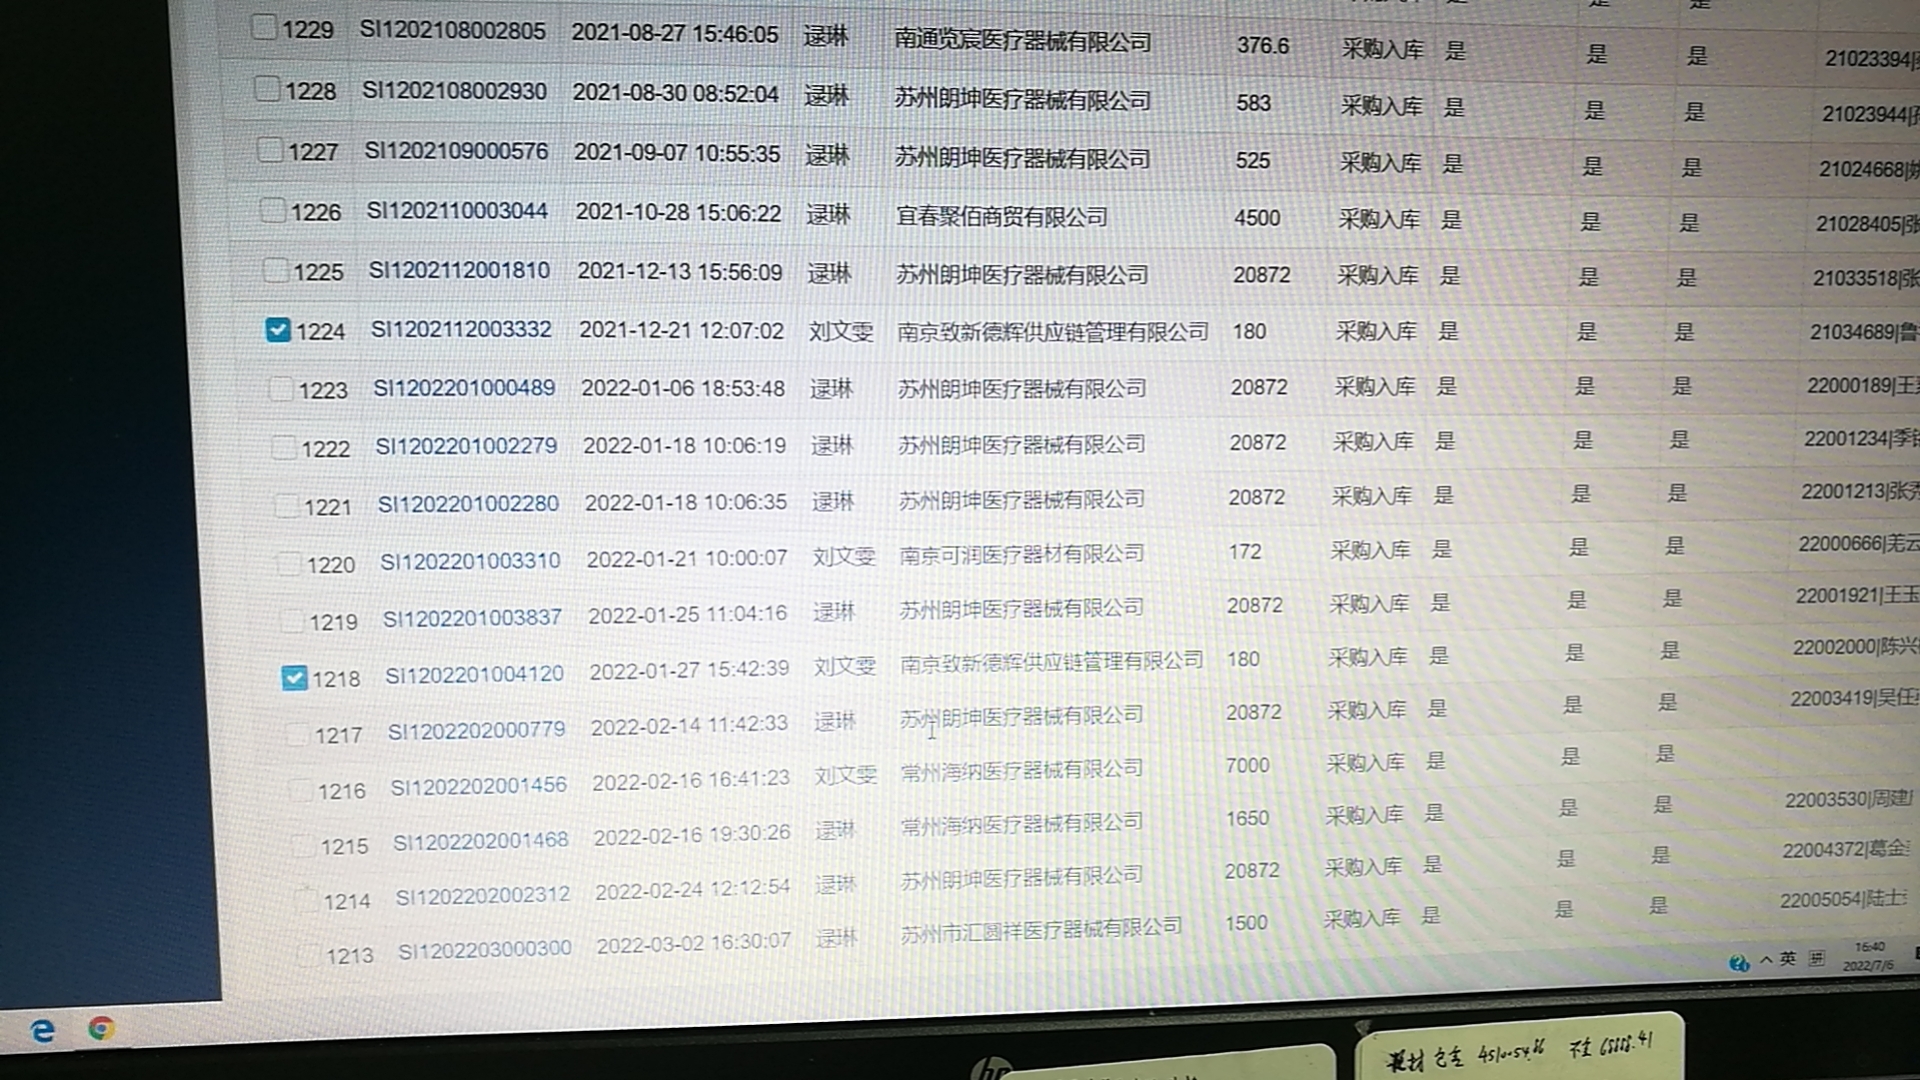 1229 SI1202108002805 2021-08-27 15:46:05 逯琳 南通览宸医疗器械有限公司 376.6 采购入库 是 是 是 21023394|
1228 SI1202108002930 2021-08-30 08:52:04 逯琳 苏州朗坤医疗器械有限公司 583 采购入库 是 是 是 21023944|
1227 SI1202109000576 2021-09-07 10:55:35 逯琳 苏州朗坤医疗器械有限公司 525 采购入库 是 是 是 21024668|姚
1226 SI1202110003044 2021-10-28 15:06:22 逯琳 宜春聚佰商贸有限公司 4500 采购入库 是 是 是 21028405|张
1225 SI1202112001810 2021-12-13 15:56:09 逯琳 苏州朗坤医疗器械有限公司 20872 采购入库 是 是 是 21033518|张
1224 SI1202112003332 2021-12-21 12:07:02 刘文雯 南京致新德辉供应链管理有限公司 180 采购入库 是 是 是 21034689|鲁
1223 SI1202201000489 2022-01-06 18:53:48 逯琳 苏州朗坤医疗器械有限公司 20872 采购入库 是 是 是 22000189|王
1222 SI1202201002279 2022-01-18 10:06:19 逯琳 苏州朗坤医疗器械有限公司 20872 采购入库 是 是 是 22001234|季
1221 SI1202201002280 2022-01-18 10:06:35 逯琳 苏州朗坤医疗器械有限公司 20872 采购入库 是 是 是 22001213|张
1220 SI1202201003310 2022-01-21 10:00:07 刘文雯 南京可润医疗器材有限公司 172 采购入库 是 是 是 22000666|羌云
1219 SI1202201003837 2022-01-25 11:04:16 逯琳 苏州朗坤医疗器械有限公司 20872 采购入库 是 是 是 22001921|王玉
1218 SI1202201004120 2022-01-27 15:42:39 刘文雯 南京致新德辉供应链管理有限公司 180 采购入库 是 是 是 22002000|陈兴
1217 SI1202202000779 2022-02-14 11:42:33 逯琳 苏州朗坤医疗器械有限公司 20872 采购入库 是 是 是 22003419|吴任
1216 SI1202202001456 2022-02-16 16:41:23 刘文雯 常州海纳医疗器械有限公司 7000 采购入库 是 是 是
1215 SI1202202001468 2022-02-16 19:30:26 逯琳 常州海纳医疗器械有限公司 1650 采购入库 是 是 是 22003530|周建
1214 SI1202202002312 2022-02-24 12:12:54 逯琳 苏州朗坤医疗器械有限公司 20872 采购入库 是 是 是 22004372|葛金
1213 SI1202203000300 2022-03-02 16:30:07 逯琳 苏州市汇圆祥医疗器械有限公司 1500 采购入库 是 是 是 22005054|陆士
英 拼 16:40
2022/7/6
hp